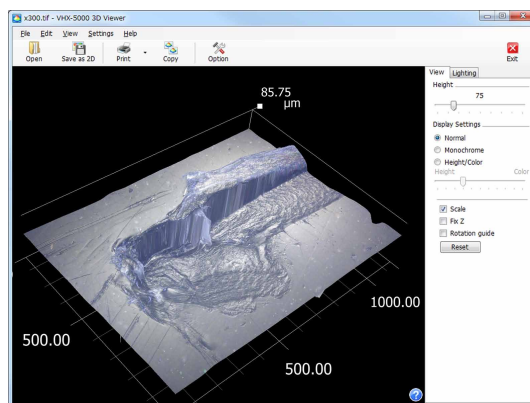 x300.tif - VHX-5000 3D Viewer
File Edit View Settings Help
Open Save as 2D Print Copy Option Exit
View Lighting
Height
75
Display Settings
Normal
Monochrome
Height/Color
Height Color
Scale
Fix Z
Rotation guide
Reset
85.75
µm
1000.00
500.00
500.00
?